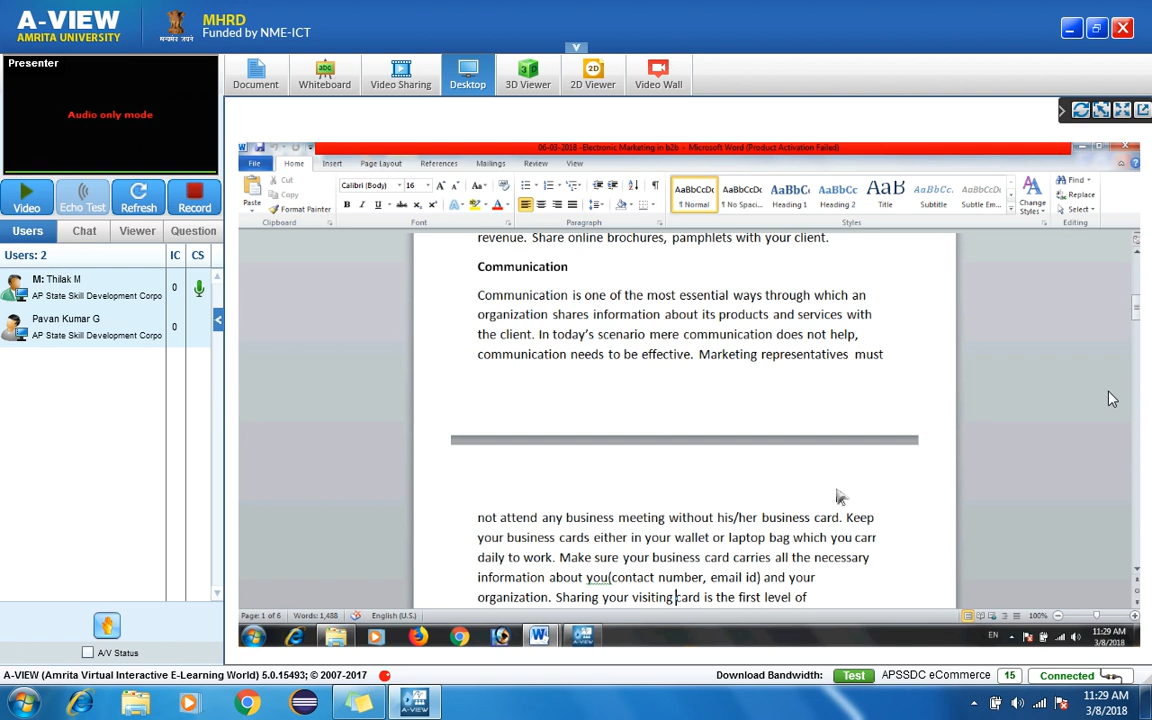 A-VIEW
AMRITA UNIVERSITY
MHRD
Funded by NME-ICT
Presenter
Audio only mode
Document
Whiteboard
Video Sharing
Desktop
3D Viewer
2D Viewer
Video Wall
Video
Echo Test
Refresh
Record
Users
Chat
Viewer
Question
Users: 2
IC
CS
M: Thilak M
AP State Skill Development Corpo
0
Pavan Kumar G
AP State Skill Development Corpo
0
A/V Status
06-03-2018 -Electronic Marketing in b2b - Microsoft Word (Product Activation Failed)
File
Home
Insert
Page Layout
References
Mailings
Review
View
Paste
Cut
Copy
Format Painter
Clipboard
Calibri (Body)
16
Font
Paragraph
AaBbCcDc
¶ Normal
AaBbCcDc
¶ No Spaci...
AaBbC
Heading 1
AaBbCc
Heading 2
AaBb
Title
AaBbCc.
Subtitle
AaBbCcDc
Subtle Em...
Change
Styles
Styles
Find
Replace
Select
Editing
revenue. Share online brochures, pamphlets with your client.
Communication
Communication is one of the most essential ways through which an
organization shares information about its products and services with
the client. In today's scenario mere communication does not help,
communication needs to be effective. Marketing representatives must
not attend any business meeting without his/her business card. Keep
your business cards either in your wallet or laptop bag which you carr
daily to work. Make sure your business card carries all the necessary
information about you(contact number, email id) and your
organization. Sharing your visiting card is the first level of
Page: 1 of 6
Words: 1,488
English (U.S.)
100%
EN
11:29 AM
3/8/2018
A-VIEW (Amrita Virtual Interactive E-Learning World) 5.0.15493; © 2007-2017
Download Bandwidth:
Test
APSSDC eCommerce
15
Connected
11:29 AM
3/8/2018